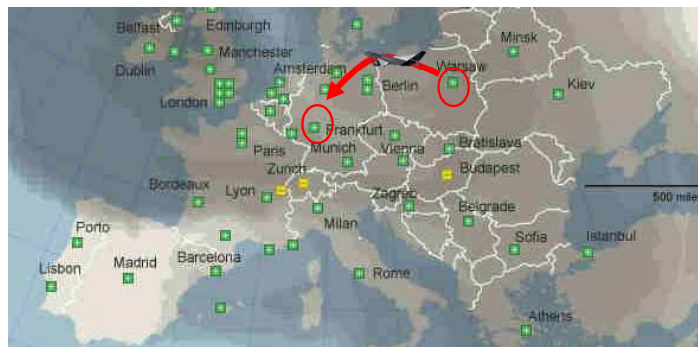 Belfast
Edinburgh
Minsk
Dublin
Manchester
Amsterdam
Warsaw
Berlin
Kiev
London
Frankfurt
Paris
Munich
Vienna
Bratislava
Zurich
Budapest
Bordeaux
Lyon
Zagreb
500 mile
Milan
Belgrade
Porto
Sofia
Istanbul
Lisbon
Madrid
Barcelona
Rome
Athens